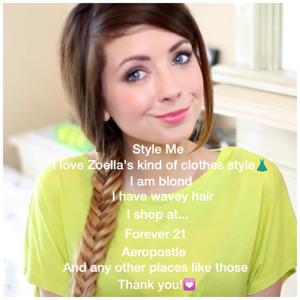 Style Me
I love Zoella's kind of clothes style👗
I am blond
I have wavey hair
I shop at...
Forever 21
Aeropostle
And any other places like those
Thank you!💟